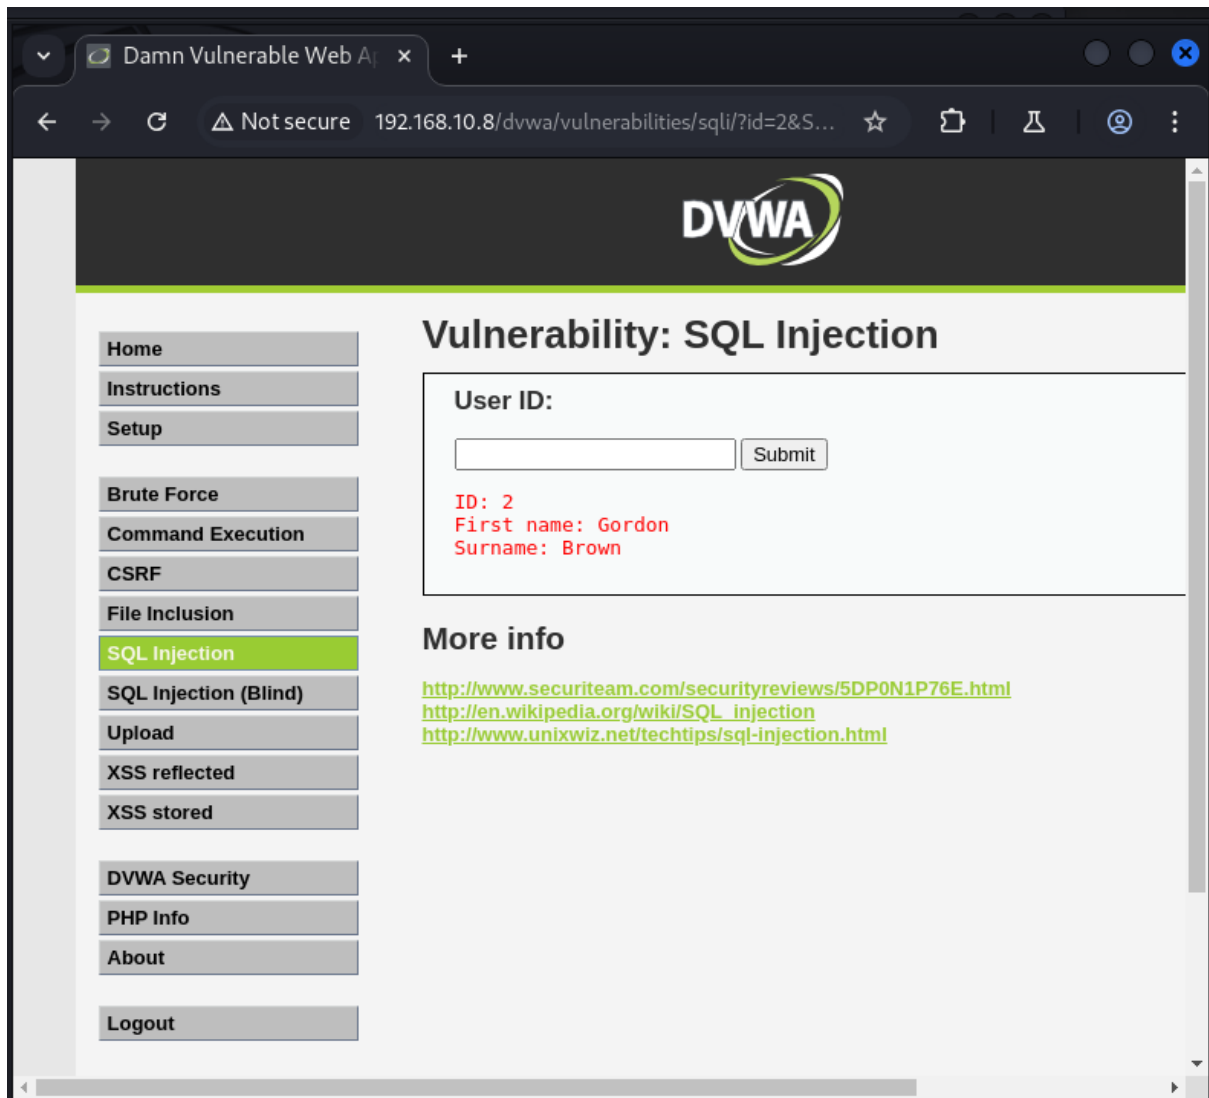 Damn Vulnerable Web Ap
Not secure 192.168.10.8/dvwa/vulnerabilities/sqli/?id=2&S...
DVWA
Home
Instructions
Setup
Brute Force
Command Execution
CSRF
File Inclusion
SQL Injection
SQL Injection (Blind)
Upload
XSS reflected
XSS stored
DVWA Security
PHP Info
About
Logout
Vulnerability: SQL Injection
User ID:
Submit
ID: 2
First name: Gordon
Surname: Brown
More info
http://www.securiteam.com/securityreviews/5DP0N1P76E.html
http://en.wikipedia.org/wiki/SQL_injection
http://www.unixwiz.net/techtips/sql-injection.html